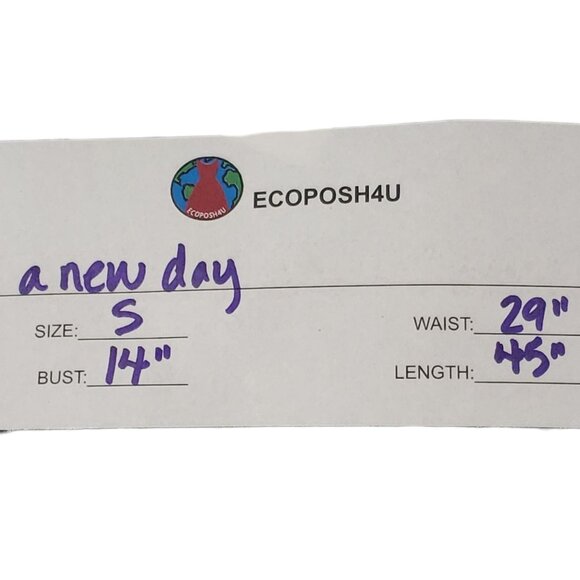 ECOPOSH4U
ECOPOSH4U
a new day
SIZE: S
WAIST: 29"
BUST: 14"
LENGTH: 45"